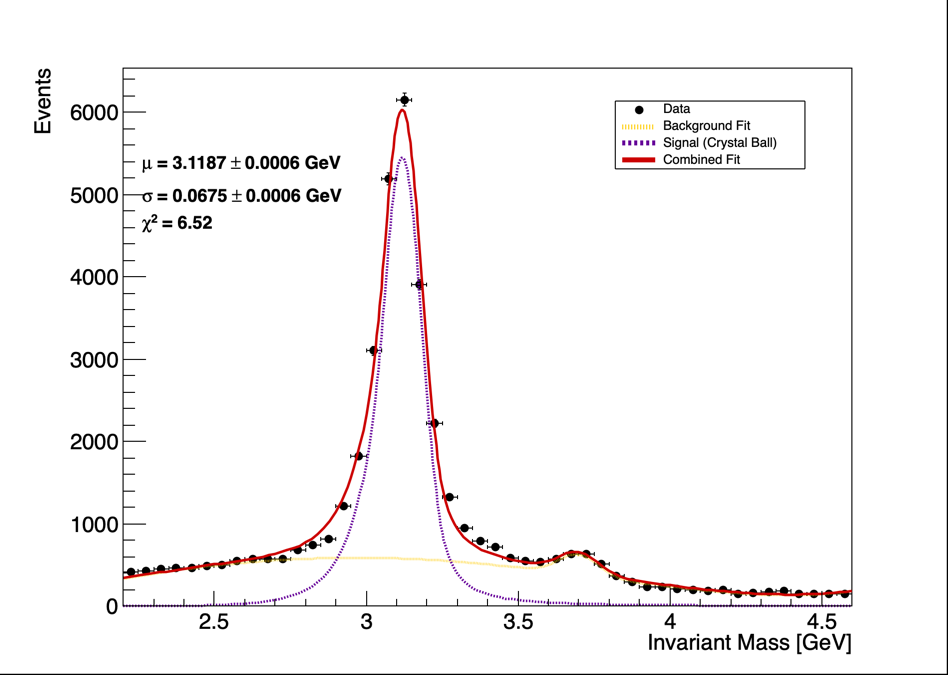 Events
6000
5000
4000
3000
2000
1000
0
μ = 3.1187 ± 0.0006 GeV
σ = 0.0675 ± 0.0006 GeV
χ² = 6.52
Data
Background Fit
Signal (Crystal Ball)
Combined Fit
2.5 3 3.5 4 4.5
Invariant Mass [GeV]